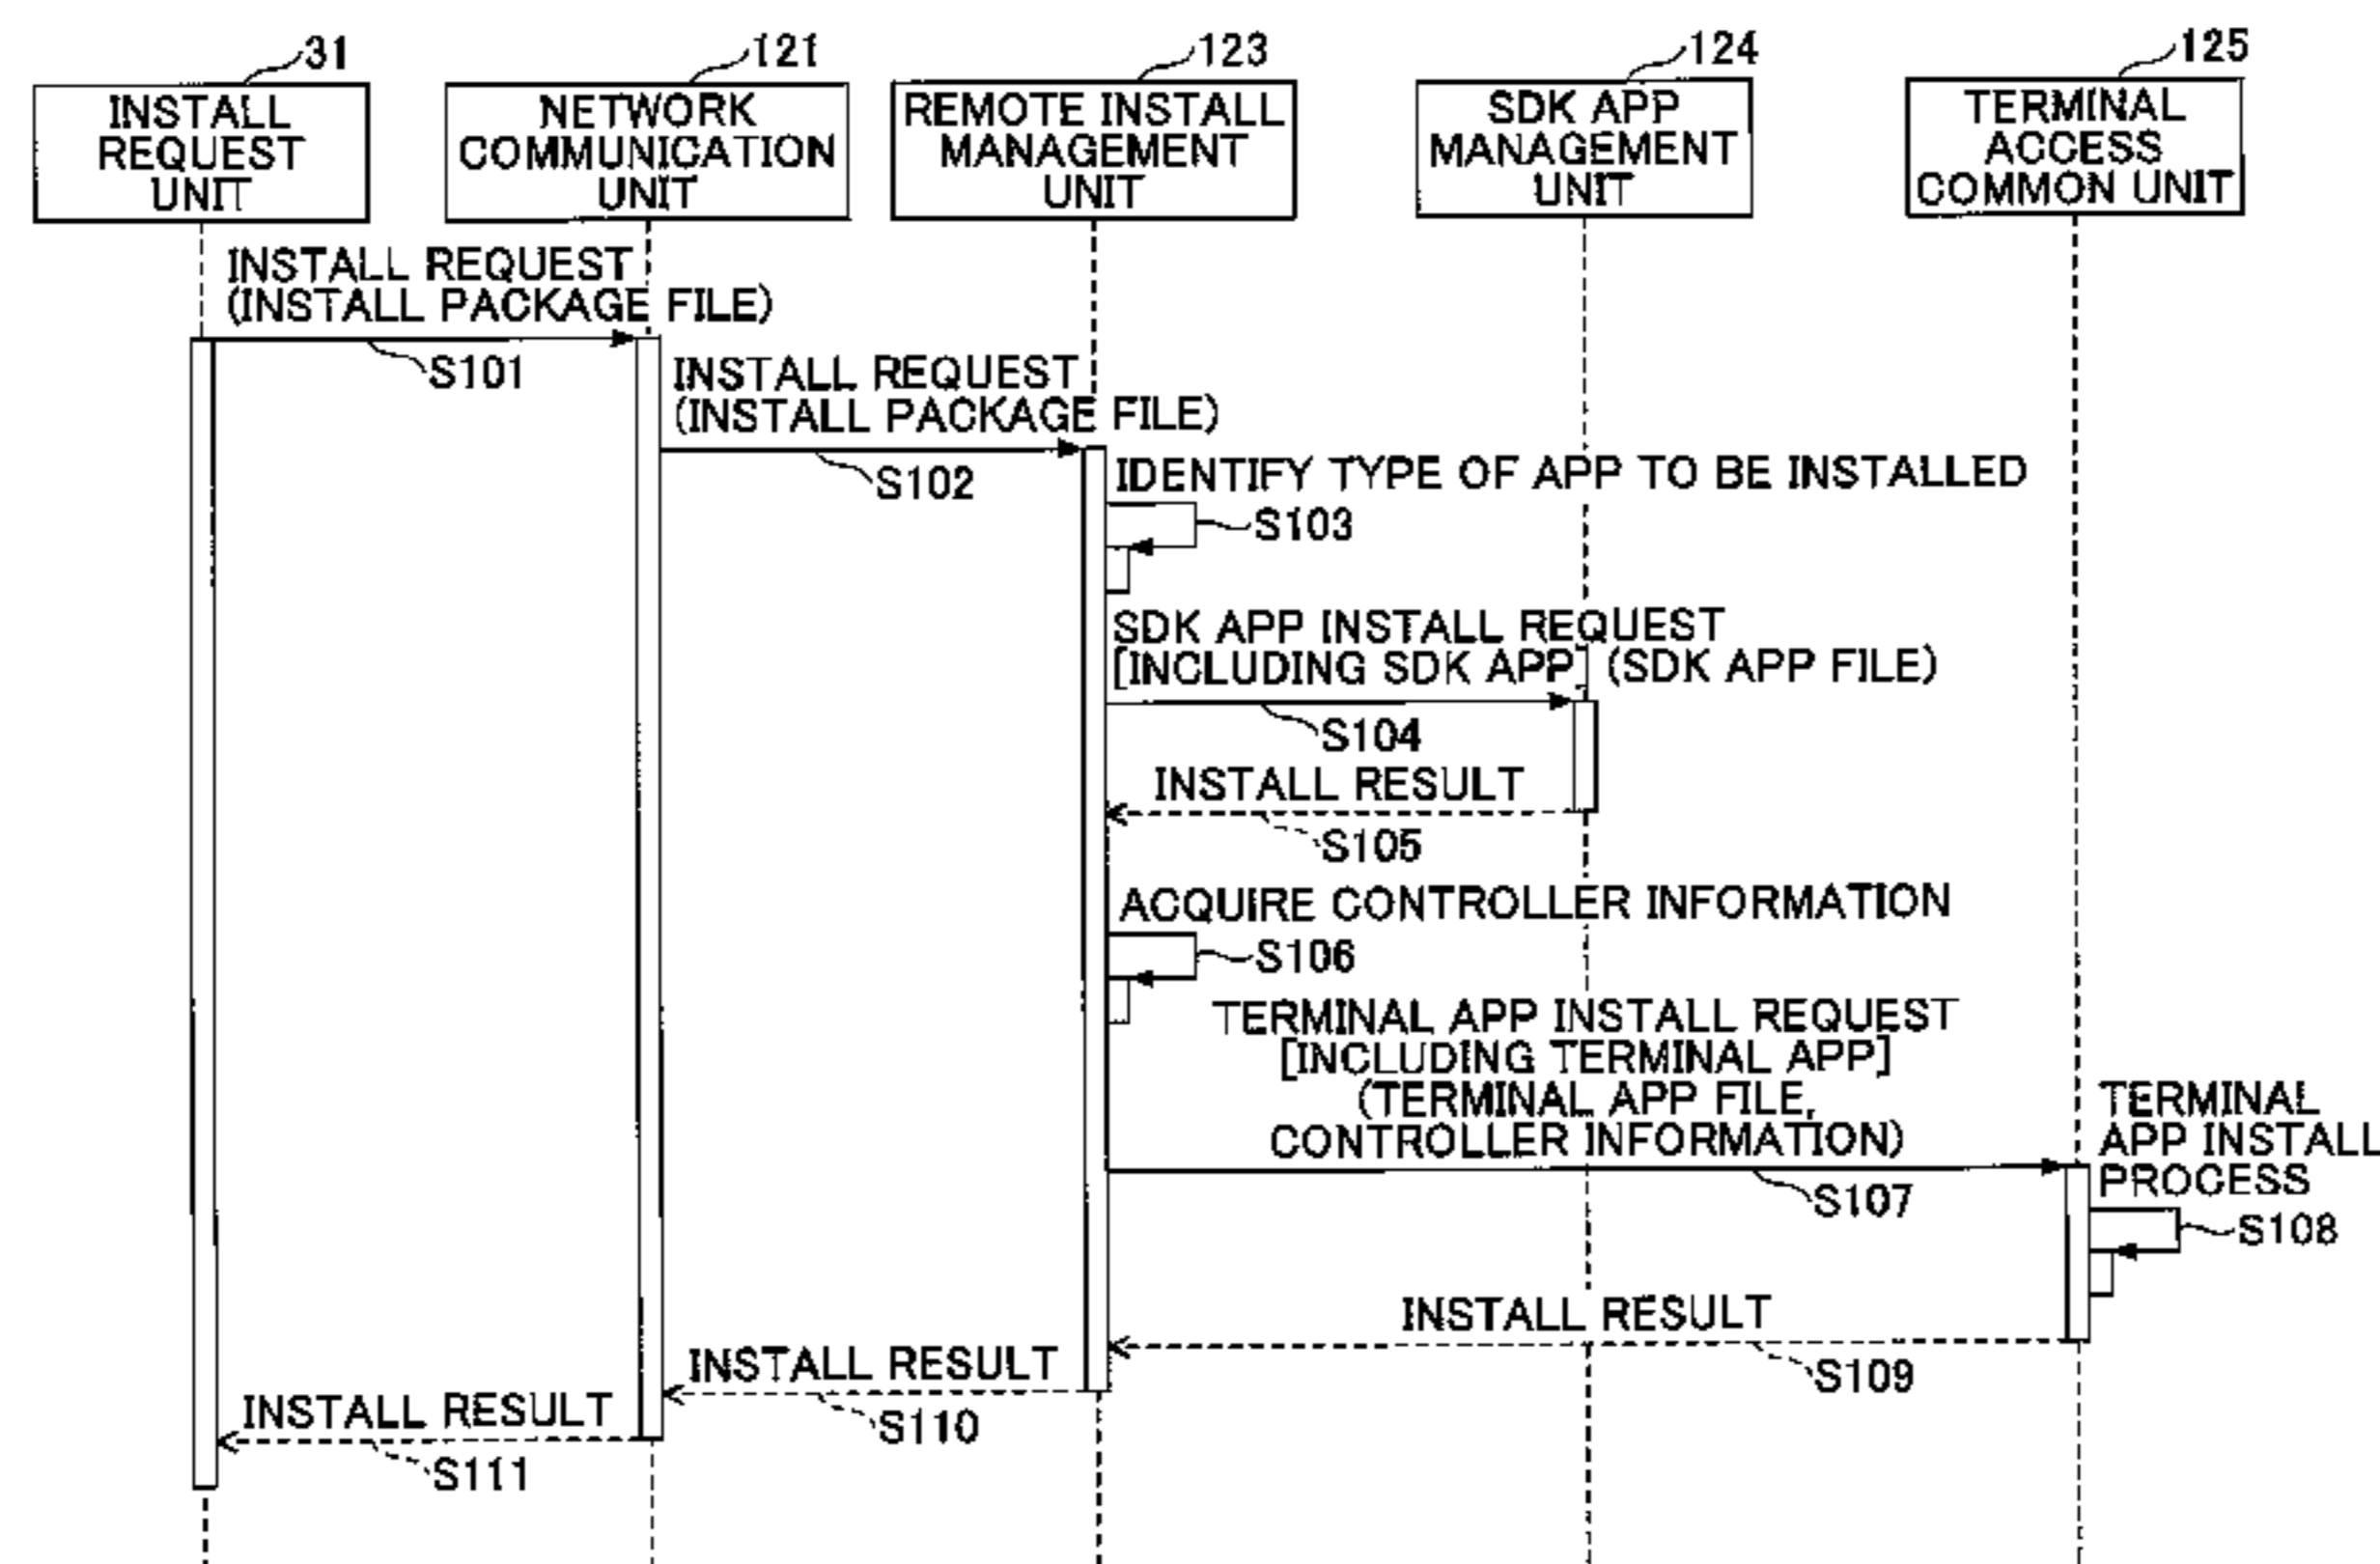 31
121
123
124
125
INSTALL
REQUEST
UNIT
NETWORK
COMMUNICATION
UNIT
REMOTE INSTALL
MANAGEMENT
UNIT
SDK APP
MANAGEMENT
UNIT
TERMINAL
ACCESS
COMMON UNIT
INSTALL REQUEST
(INSTALL PACKAGE FILE)
S101
INSTALL REQUEST
(INSTALL PACKAGE FILE)
S102
IDENTIFY TYPE OF APP TO BE INSTALLED
S103
SDK APP INSTALL REQUEST
[INCLUDING SDK APP] (SDK APP FILE)
S104
INSTALL RESULT
S105
ACQUIRE CONTROLLER INFORMATION
S106
TERMINAL APP INSTALL REQUEST
[INCLUDING TERMINAL APP]
(TERMINAL APP FILE,
CONTROLLER INFORMATION)
S107
TERMINAL
APP INSTALL
PROCESS
S108
INSTALL RESULT
S109
INSTALL RESULT
S110
INSTALL RESULT
S111